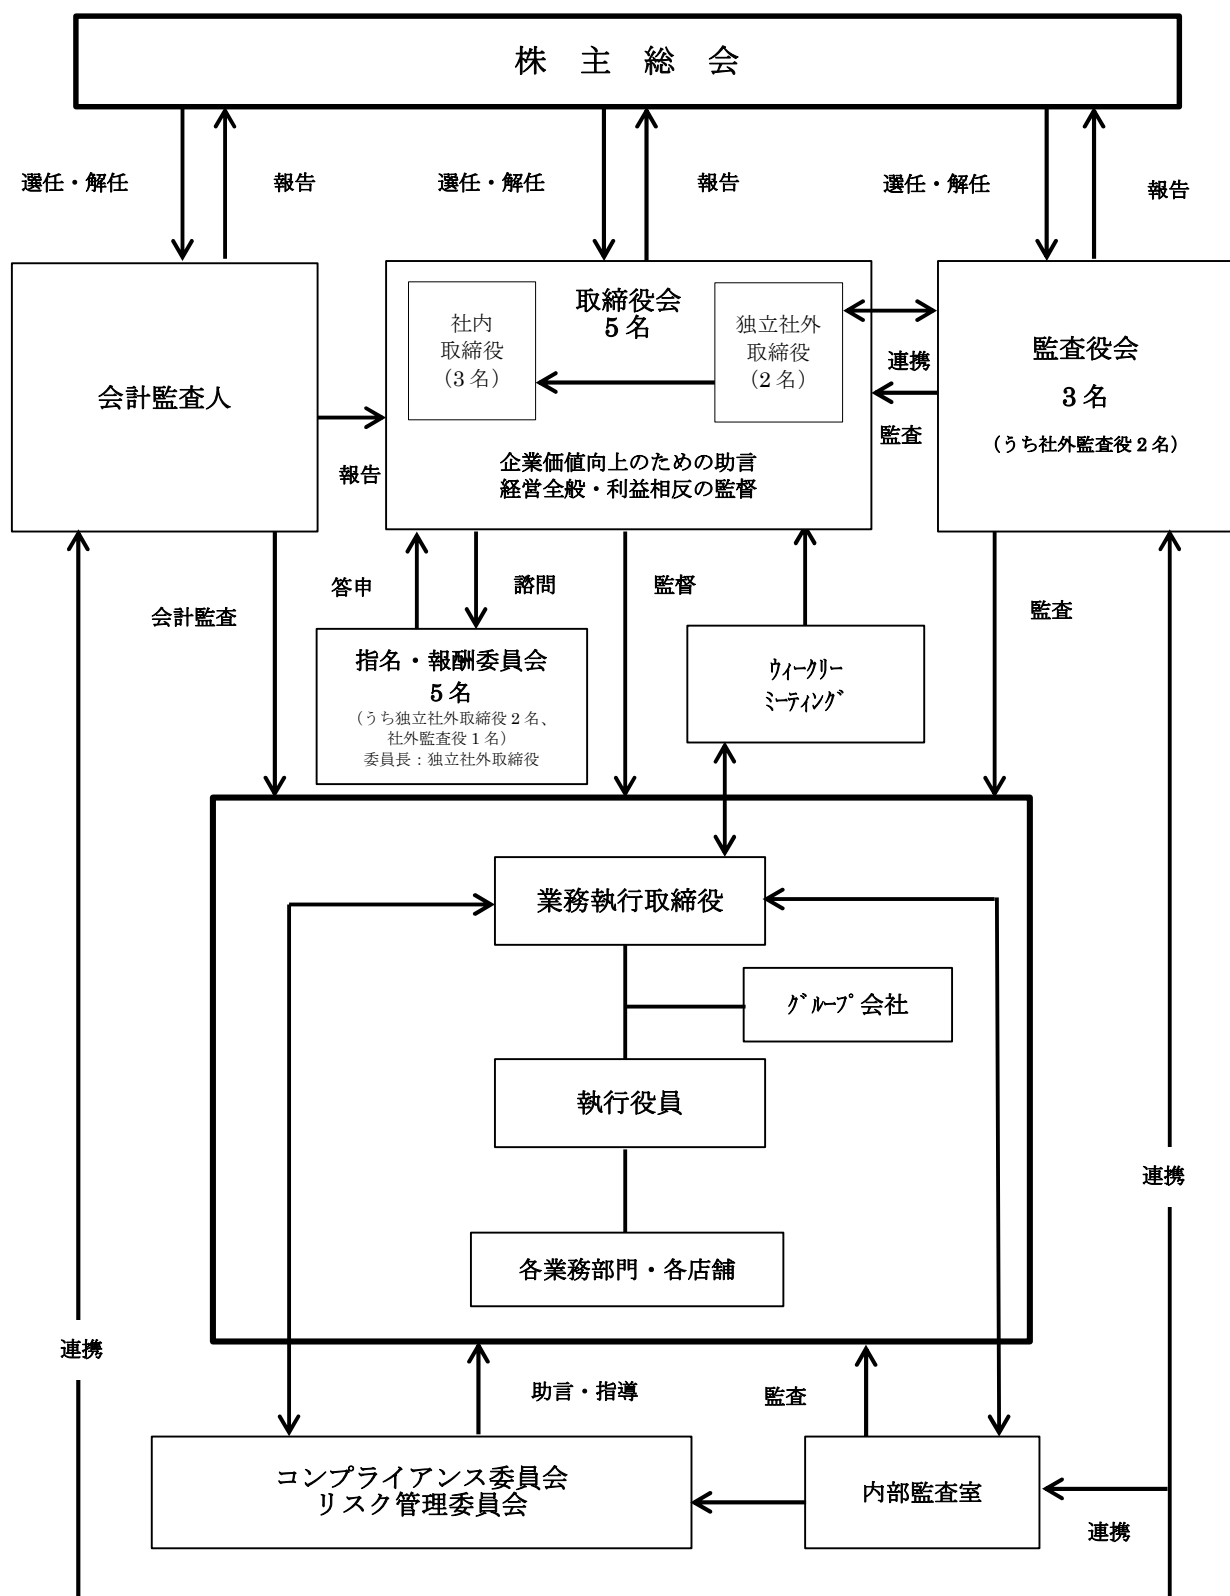 株　主　総　会
選任・解任
報告
選任・解任
報告
選任・解任
報告
会計監査人
取締役会
5 名
社内
取締役
（3 名）
独立社外
取締役
（2 名）
企業価値向上のための助言
経営全般・利益相反の監督
連携
監査
監査役会
3 名
（うち社外監査役 2 名）
報告
会計監査
答申
諮問
監督
監査
指名・報酬委員会
5 名
（うち独立社外取締役 2 名、
社外監査役 1 名）
委員長：独立社外取締役
ｳｨｰｸﾘｰ
ﾐｰﾃｨﾝｸﾞ
業務執行取締役
ｸﾞﾙｰﾌﾟ会社
執行役員
各業務部門・各店舗
連携
連携
助言・指導
監査
コンプライアンス委員会
リスク管理委員会
内部監査室
連携